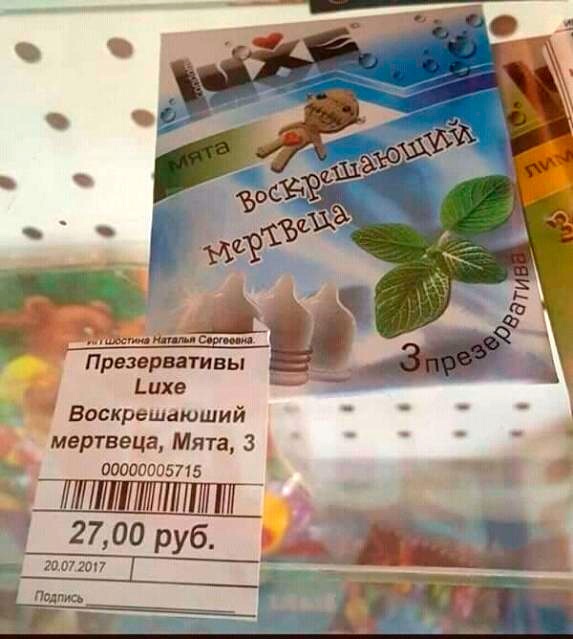 luxe
МЯТА
Воскрешающий
мертвеца
3 презерватива
лим
ИП Шостина Наталья Сергеевна.
Презервативы
Luxe
Воскрешаюший
мертвеца, Мята, 3
00000005715
27,00 руб.
20.07.2017
Подпись